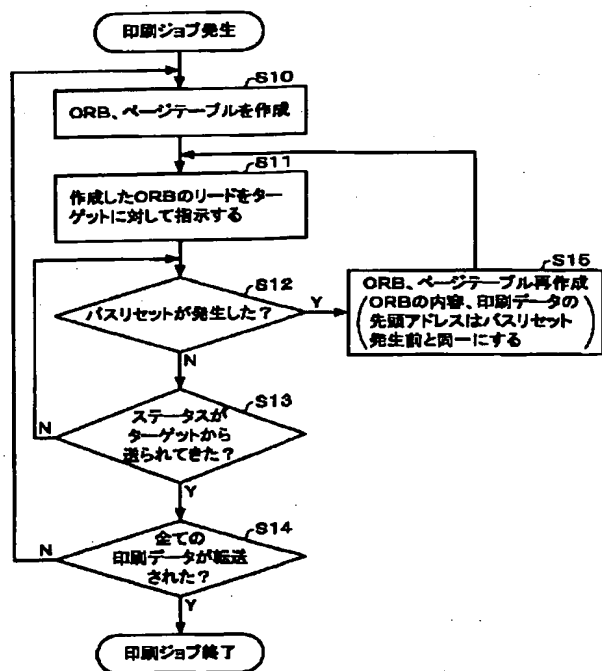 印刷ジョブ発生
S10
ORB、ページテーブルを作成
S11
作成したORBのリードをター
ゲットに対して指示する
S12
バスリセットが発生した？
Y
N
S15
ORB、ページテーブル再作成
(ORBの内容、印刷データの
先頭アドレスはバスリセット
発生前と同一にする)
S13
ステータスが
ターゲットから
送られてきた？
N
Y
S14
全ての
印刷データが転送
された？
N
Y
印刷ジョブ終了